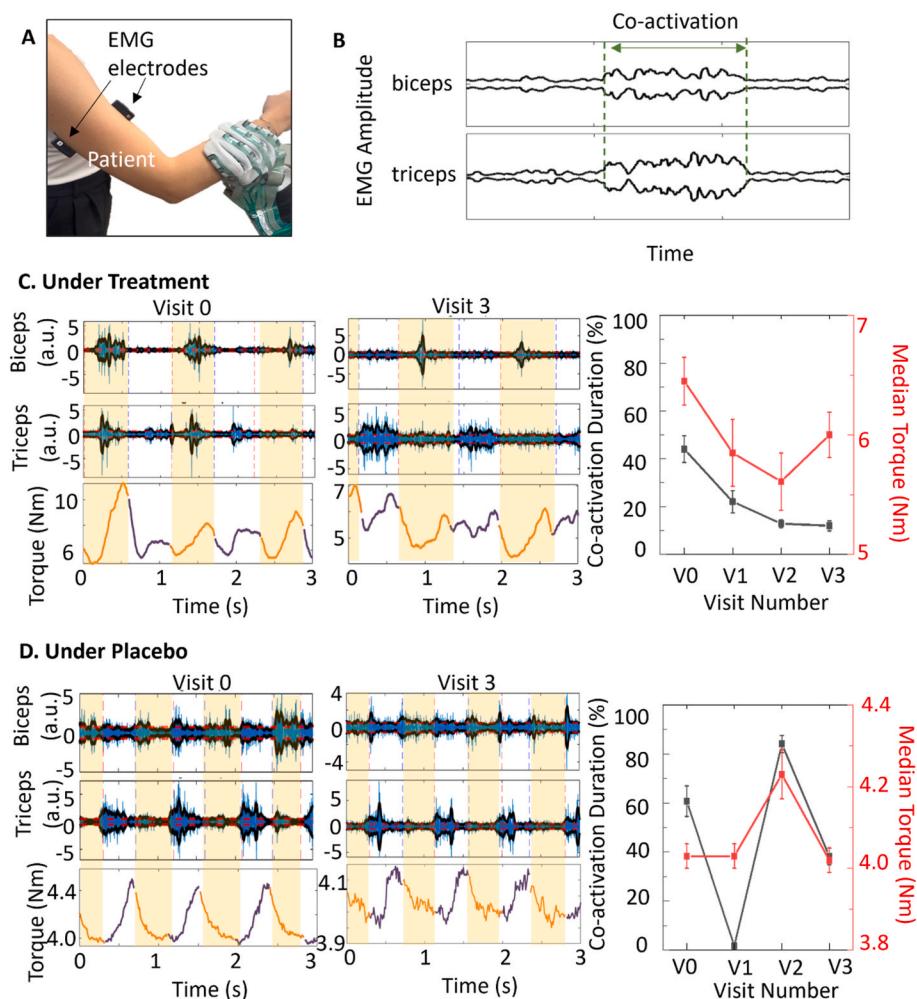 A
EMG
electrodes
Patient
B
Co-activation
EMG Amplitude
biceps
triceps
Time
C. Under Treatment
Visit 0
Visit 3
Biceps
(a.u.)
5
0
-5
Triceps
(a.u.)
5
0
-5
Torque (Nm)
10
6
0 1 2 3
Time (s)
5
0
-5
5
0
-5
7
5
0 1 2 3
Time (s)
Co-activation Duration (%)
100
80
60
40
20
0
V0 V1 V2 V3
Visit Number
7
6
5
Median Torque (Nm)
D. Under Placebo
Visit 0
Visit 3
Biceps
(a.u.)
5
0
-5
Triceps
(a.u.)
5
0
-5
Torque (Nm)
4.4
4.0
0 1 2 3
Time (s)
4
2
0
-2
-4
5
0
-5
4.1
3.9
0 1 2 3
Time (s)
Co-activation Duration (%)
100
80
60
40
20
0
V0 V1 V2 V3
Visit Number
4.4
4.2
4.0
3.8
Median Torque (Nm)